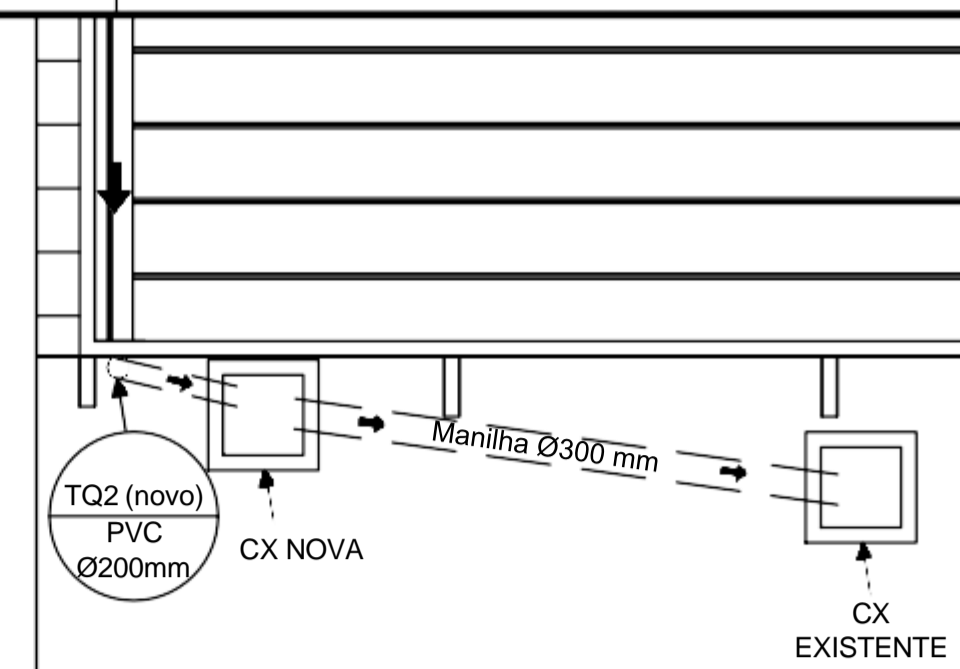 Manilha Ø300 mm
TQ2 (novo)
PVC
Ø200mm
CX NOVA
CX
EXISTENTE